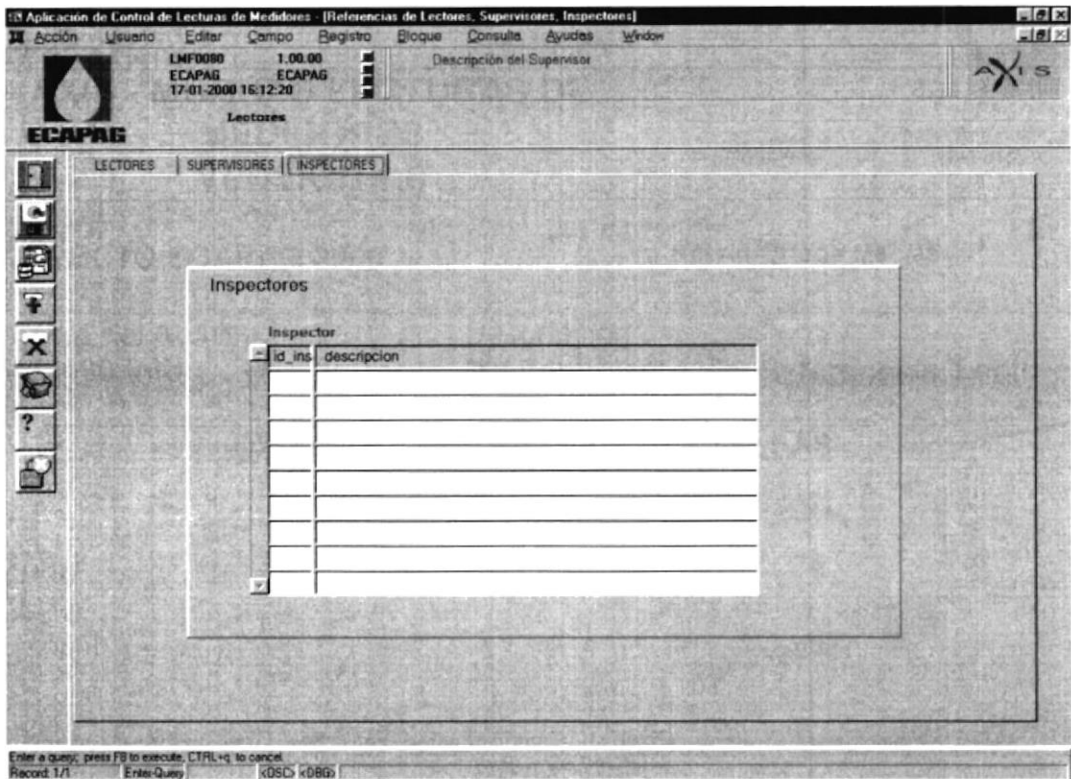 Aplicación de Control de Lecturas de Medidores - [Referencias de Lectores, Supervisores, Inspectores]
Acción Usuario Editar Campo Registro Bloque Consulta Ayudas Window
LMF0080 1.00.00
ECAPAG ECAPAG
17-01-2000 16:12:20
Descripción del Supervisor
AXIS
Lectores
ECAPAG
LECTORES SUPERVISORES INSPECTORES
Inspectores
Inspector
id_ins descripcion
?
Enter a query; press F8 to execute, CTRL+q to cancel.
Record: 1/1 Enter-Query <OSC> <DBG>